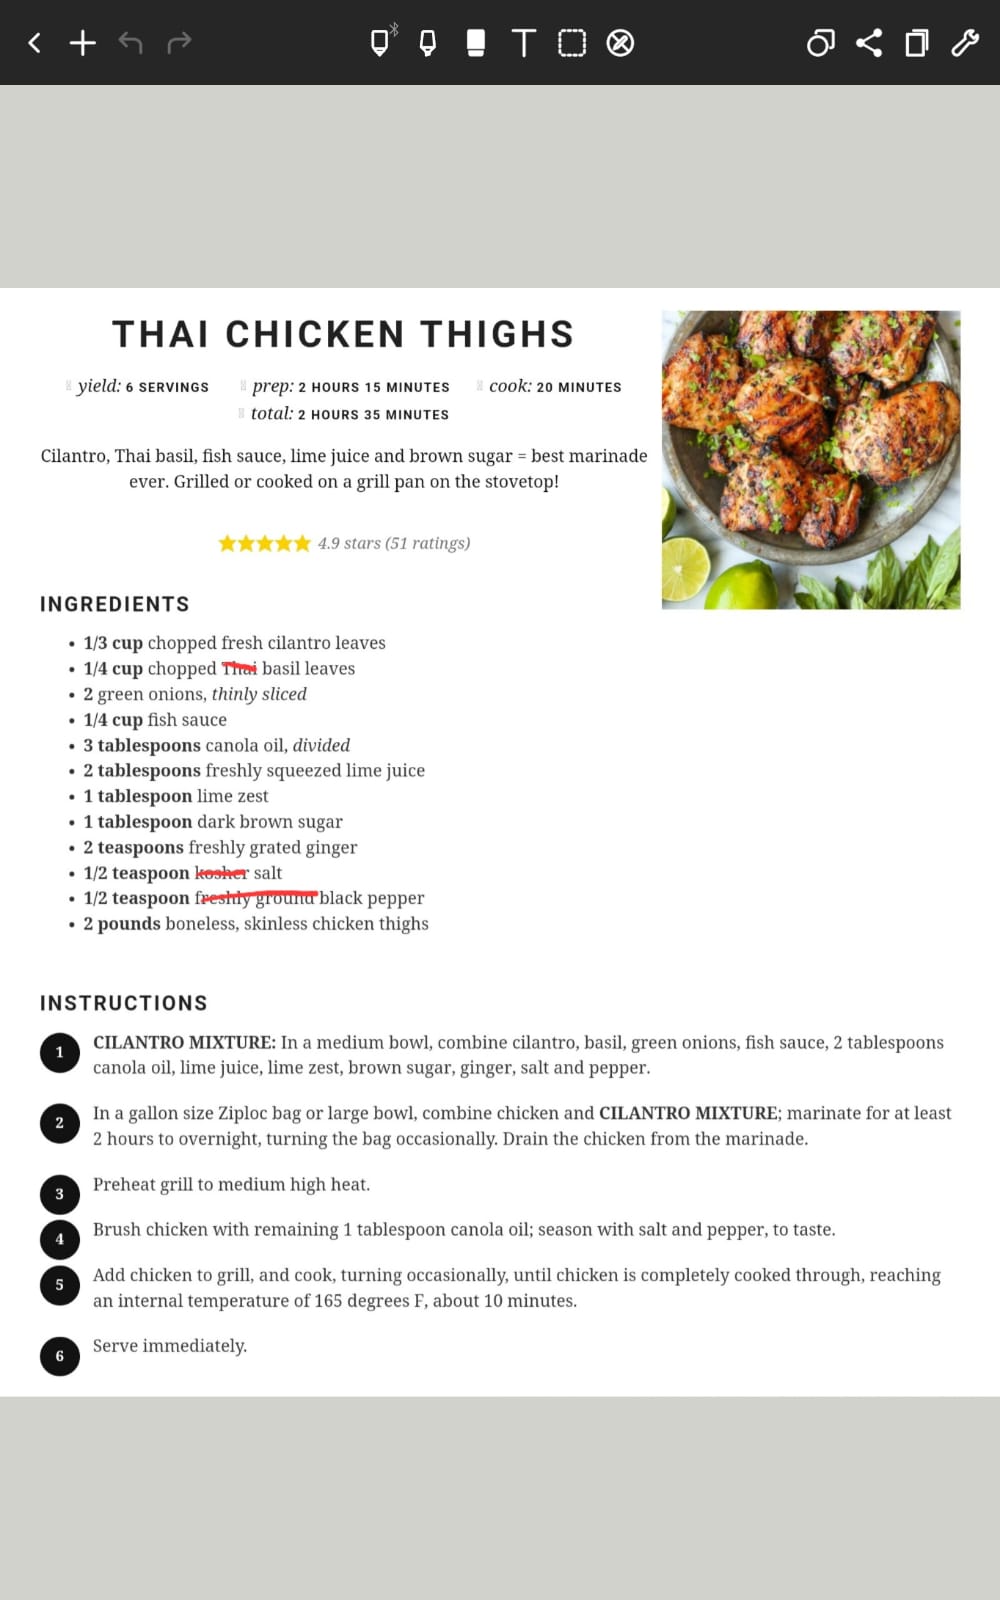 THAI CHICKEN THIGHS
yield: 6 SERVINGS prep: 2 HOURS 15 MINUTES cook: 20 MINUTES
total: 2 HOURS 35 MINUTES
Cilantro, Thai basil, fish sauce, lime juice and brown sugar = best marinade
ever. Grilled or cooked on a grill pan on the stovetop!
4.9 stars (51 ratings)
INGREDIENTS
• 1/3 cup chopped fresh cilantro leaves
• 1/4 cup chopped Thai basil leaves
• 2 green onions, thinly sliced
• 1/4 cup fish sauce
• 3 tablespoons canola oil, divided
• 2 tablespoons freshly squeezed lime juice
• 1 tablespoon lime zest
• 1 tablespoon dark brown sugar
• 2 teaspoons freshly grated ginger
• 1/2 teaspoon kosher salt
• 1/2 teaspoon freshly ground black pepper
• 2 pounds boneless, skinless chicken thighs
INSTRUCTIONS
1 CILANTRO MIXTURE: In a medium bowl, combine cilantro, basil, green onions, fish sauce, 2 tablespoons
canola oil, lime juice, lime zest, brown sugar, ginger, salt and pepper.
2 In a gallon size Ziploc bag or large bowl, combine chicken and CILANTRO MIXTURE; marinate for at least
2 hours to overnight, turning the bag occasionally. Drain the chicken from the marinade.
3 Preheat grill to medium high heat.
4 Brush chicken with remaining 1 tablespoon canola oil; season with salt and pepper, to taste.
5 Add chicken to grill, and cook, turning occasionally, until chicken is completely cooked through, reaching
an internal temperature of 165 degrees F, about 10 minutes.
6 Serve immediately.